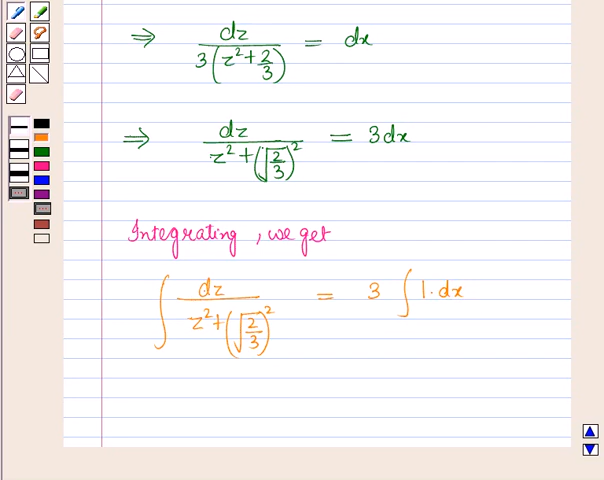 ⇒ dz / 3(z² + 2/3) = dx
⇒ dz / z² + (√(2/3))² = 3dx
Integrating, we get
∫ dz / z² + (√(2/3))² = 3 ∫ 1·dx